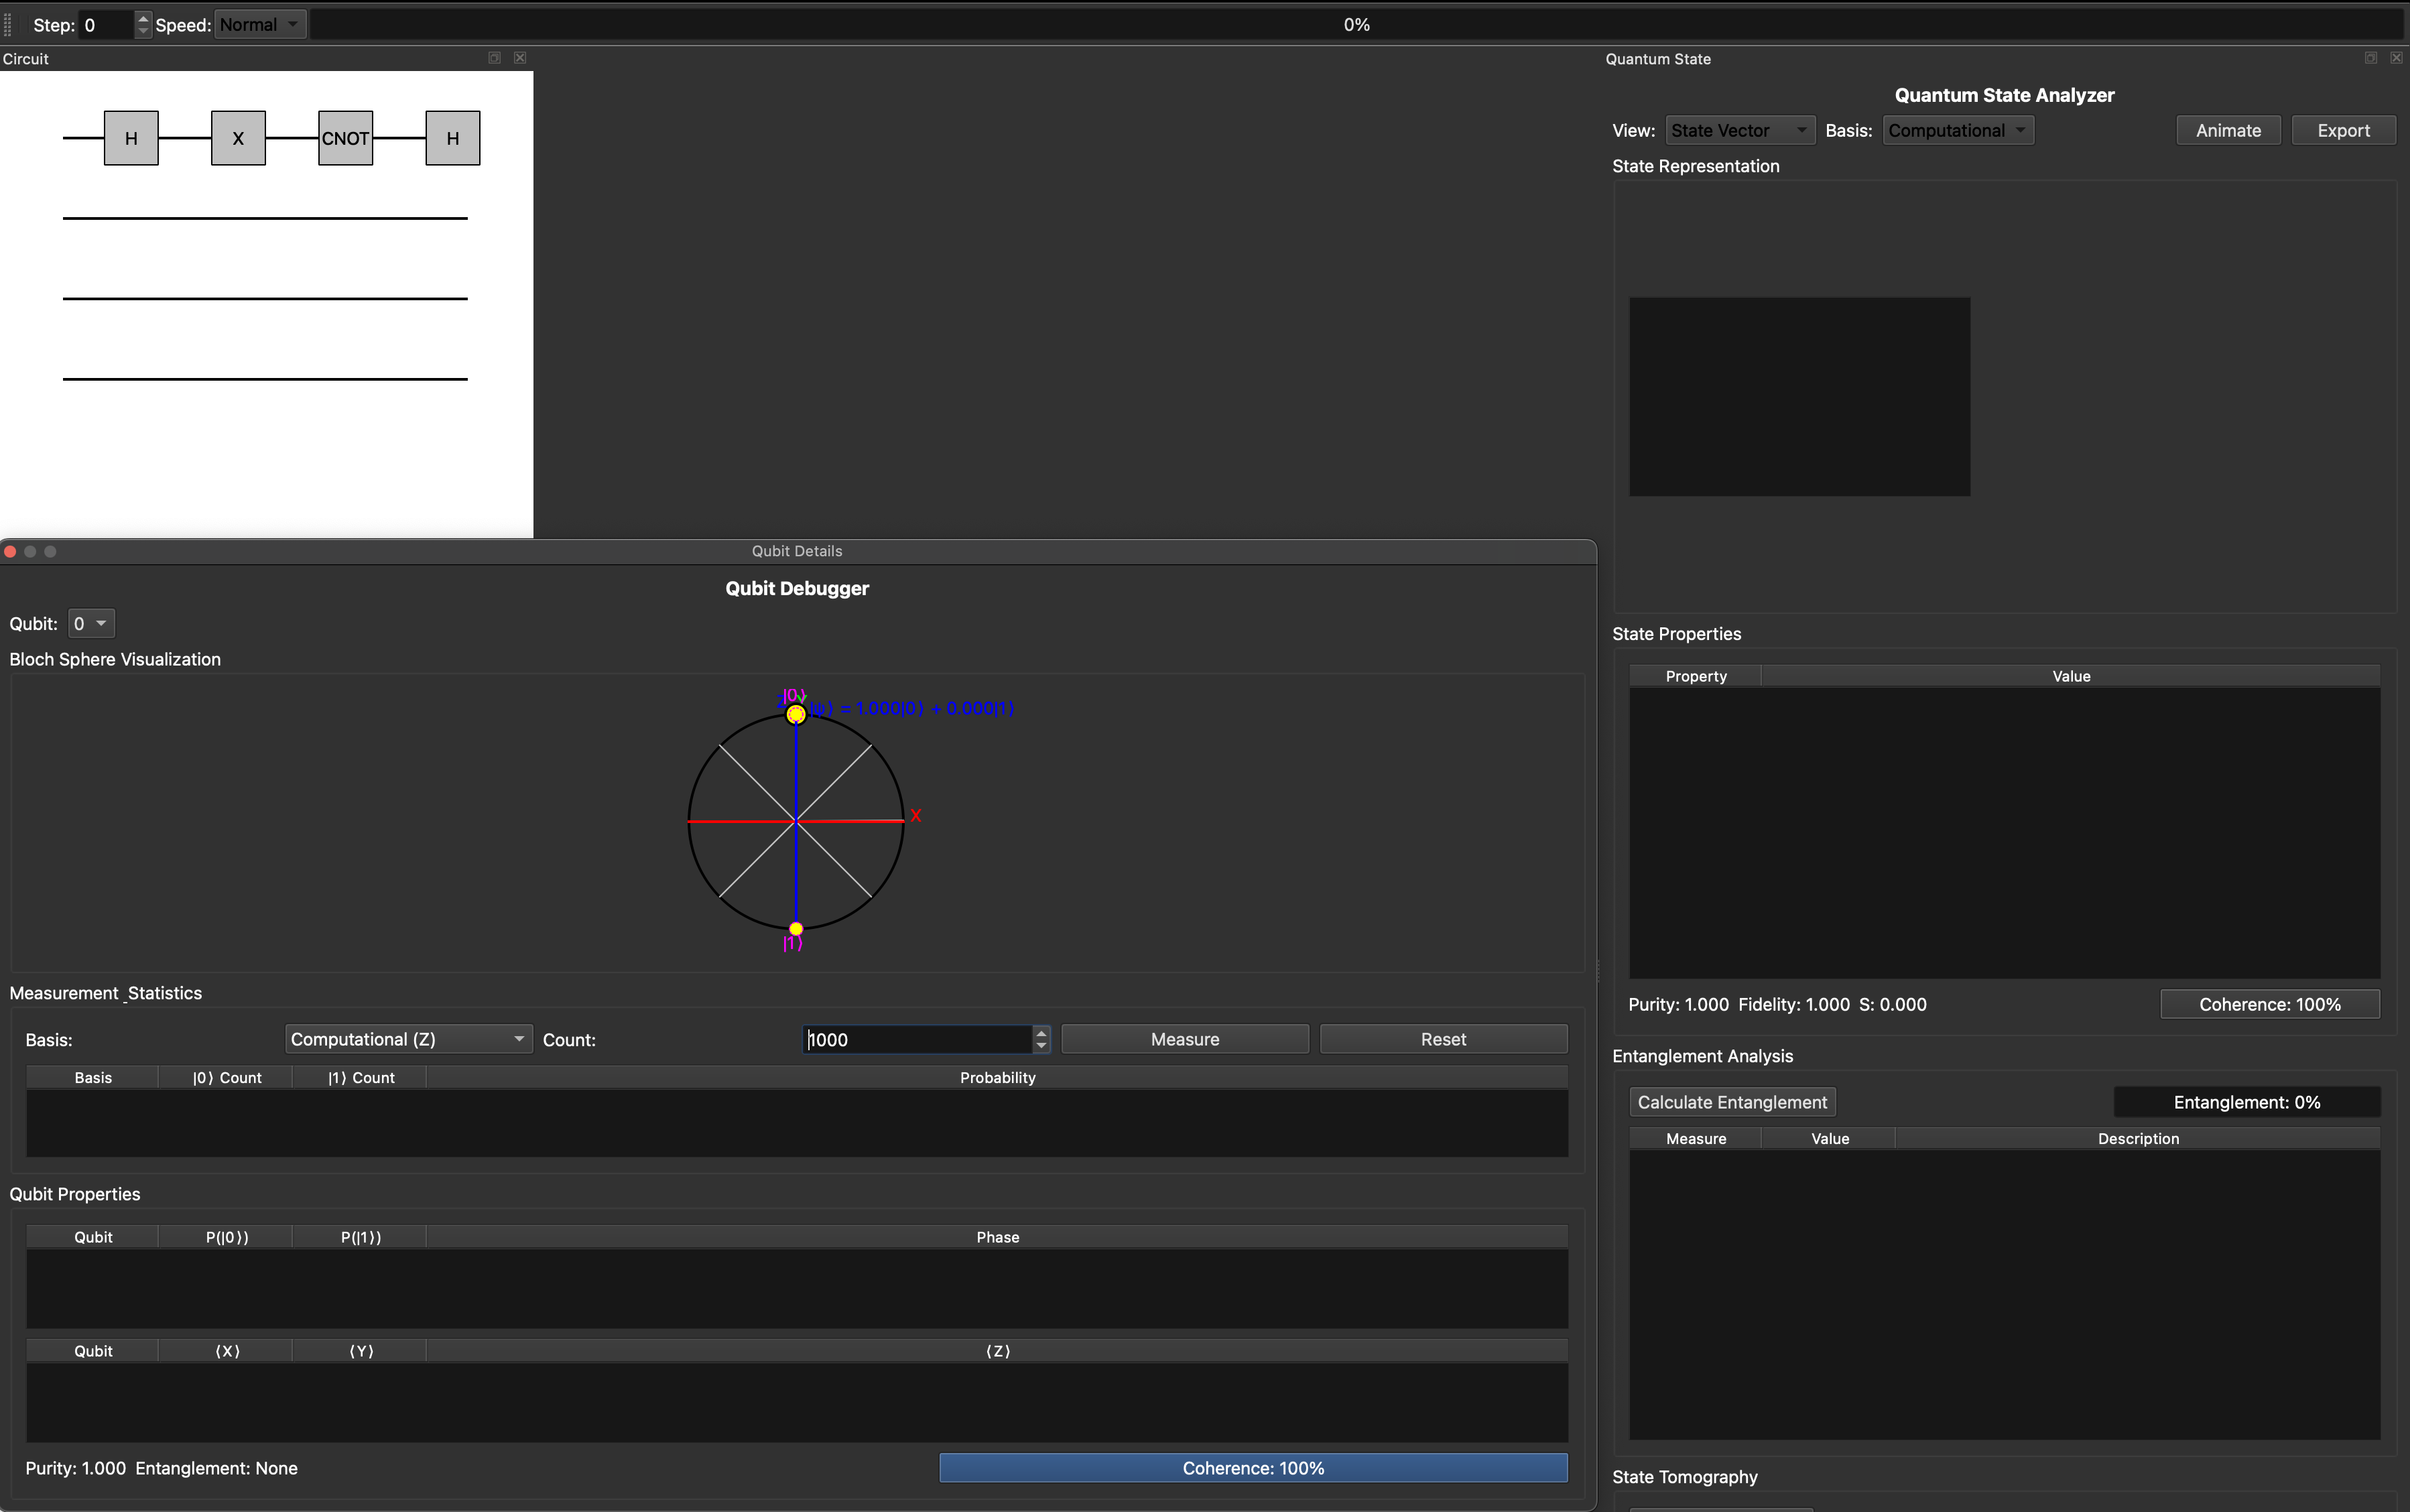 Step: 0 Speed: Normal 0%
Circuit
H X CNOT H
Quantum State
Quantum State Analyzer
View: State Vector Basis: Computational Animate Export
State Representation
Qubit Details
Qubit Debugger
Qubit: 0
Bloch Sphere Visualization
|0⟩
Z Y
|ψ⟩ = 1.000|0⟩ + 0.000|1⟩
X
|1⟩
Measurement_Statistics
Basis: Computational (Z) Count: 1000 Measure Reset
Basis |0⟩ Count |1⟩ Count Probability
Qubit Properties
Qubit P(|0⟩) P(|1⟩) Phase
Qubit ⟨X⟩ ⟨Y⟩ ⟨Z⟩
Purity: 1.000 Entanglement: None Coherence: 100%
State Properties
Property Value
Purity: 1.000 Fidelity: 1.000 S: 0.000 Coherence: 100%
Entanglement Analysis
Calculate Entanglement Entanglement: 0%
Measure Value Description
State Tomography